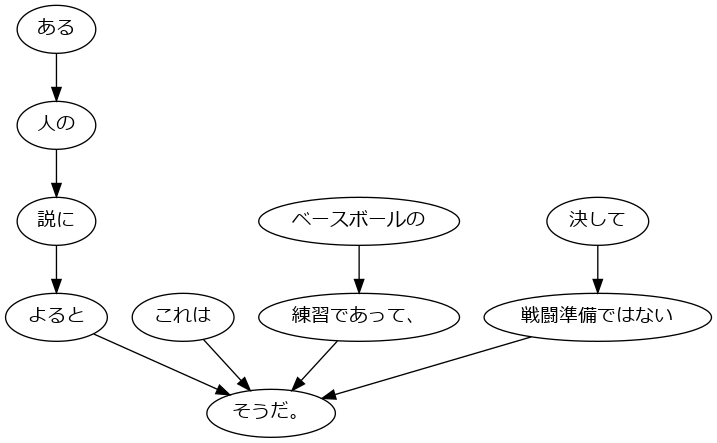 ある
人の
説に
ベースボールの
決して
よると
これは
練習であって、
戦闘準備ではない
そうだ。